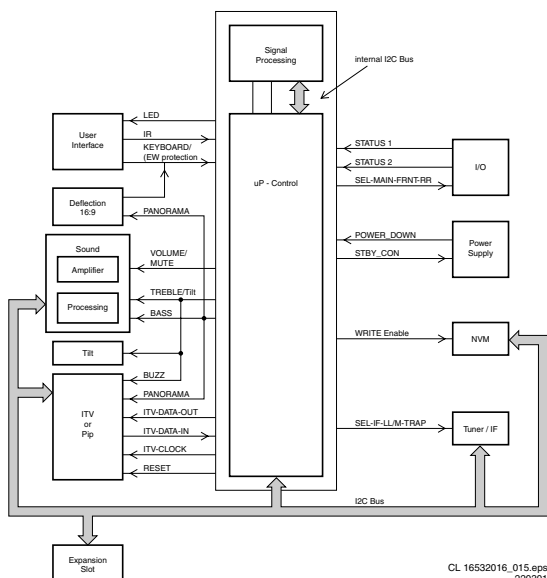 Signal
Processing
internal I2C Bus
LED
User
Interface
IR
KEYBOARD/
(EW protection
STATUS 1
STATUS 2
I/O
SEL-MAIN-FRNT-RR
uP - Control
Deflection
16:9
PANORAMA
Sound
Amplifier
VOLUME/
MUTE
POWER_DOWN
STBY_CON
Power
Supply
Processing
TREBLE/Tilt
BASS
WRITE Enable
NVM
Tilt
BUZZ
PANORAMA
ITV
or
Pip
ITV-DATA-OUT
ITV-DATA-IN
ITV-CLOCK
RESET
SEL-IF-LL/M-TRAP
Tuner / IF
I2C Bus
Expansion
Slot
CL 16532016_015.eps